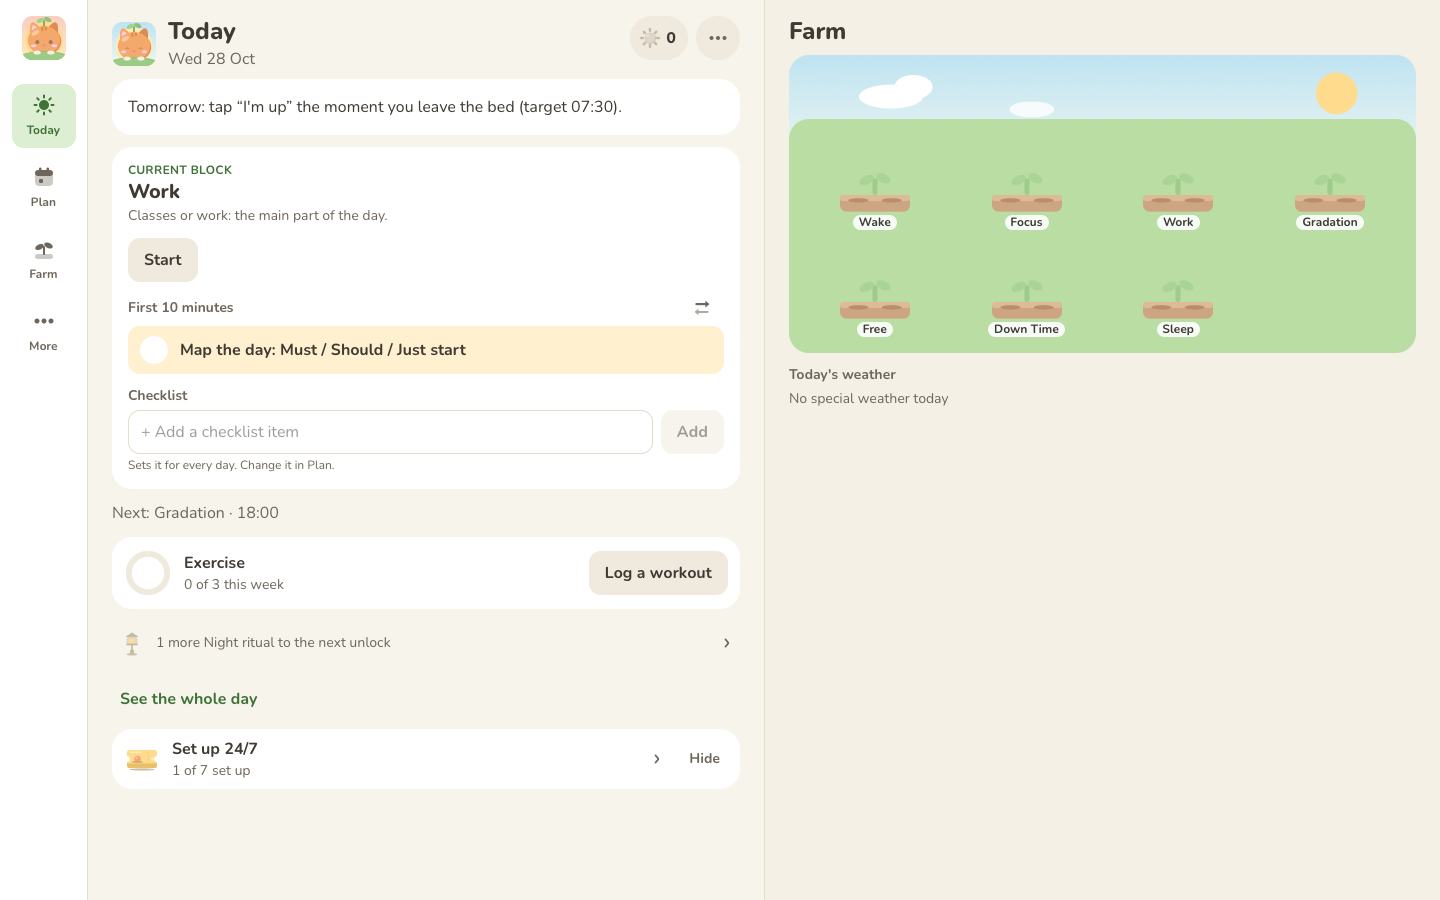 Today
Plan
Farm
More
Today
Wed 28 Oct
0
Tomorrow: tap “I'm up” the moment you leave the bed (target 07:30).
CURRENT BLOCK
Work
Classes or work: the main part of the day.
Start
First 10 minutes
Map the day: Must / Should / Just start
Checklist
+ Add a checklist item
Add
Sets it for every day. Change it in Plan.
Next: Gradation · 18:00
Exercise
0 of 3 this week
Log a workout
1 more Night ritual to the next unlock
See the whole day
Set up 24/7
1 of 7 set up
Hide
Farm
Wake
Focus
Work
Gradation
Free
Down Time
Sleep
Today's weather
No special weather today